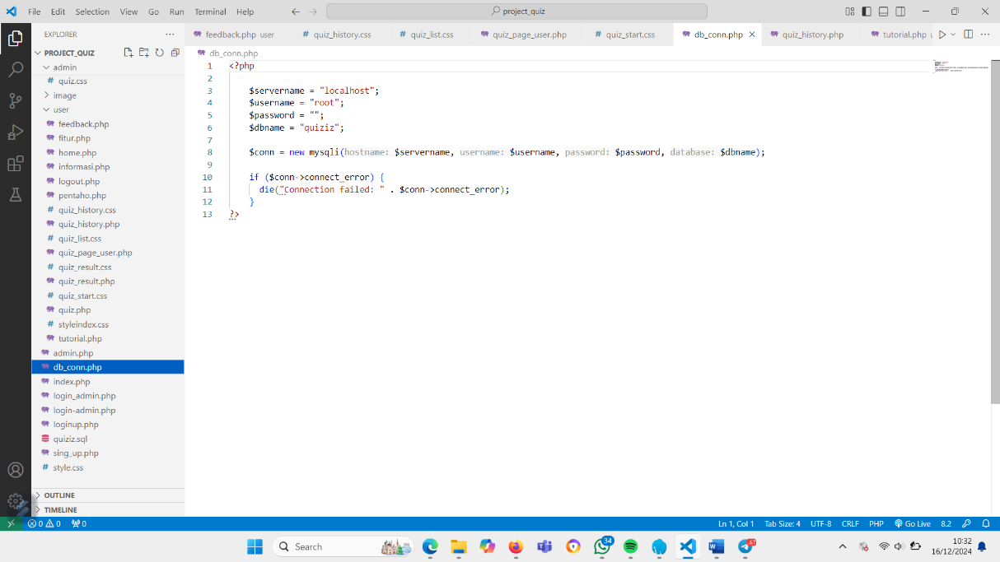 File Edit Selection View Go Run Terminal Help
project_quiz
EXPLORER
feedback.php user
quiz_history.css
quiz_list.css
quiz_page_user.php
quiz_start.css
db_conn.php
quiz_history.php
tutorial.php
PROJECT_QUIZ
admin
quiz.css
image
user
feedback.php
fitur.php
home.php
informasi.php
logout.php
pentaho.php
quiz_history.css
quiz_history.php
quiz_list.css
quiz_page_user.php
quiz_result.css
quiz_result.php
quiz_start.css
quiz.php
styleindex.css
tutorial.php
admin.php
db_conn.php
index.php
login_admin.php
login-admin.php
loginup.php
quiziz.sql
sing_up.php
style.css
OUTLINE
TIMELINE
db_conn.php
1 <?php
2
3 $servername = "localhost";
4 $username = "root";
5 $password = "";
6 $dbname = "quiziz";
7
8 $conn = new mysqli(hostname: $servername, username: $username, password: $password, database: $dbname);
9
10 if ($conn->connect_error) {
11 die("Connection failed: " . $conn->connect_error);
12 }
13 ?>
0 0 0
Ln 1, Col 1 Tab Size: 4 UTF-8 CRLF PHP Go Live 8.2
Search
34
10:32
16/12/2024